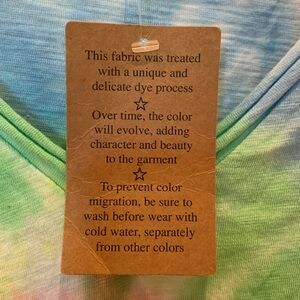 This fabric was treated
with a unique and
delicate dye process
☆
Over time, the color
will evolve, adding
character and beauty
to the garment
☆
To prevent color
migration, be sure to
wash before wear with
cold water, separately
from other colors